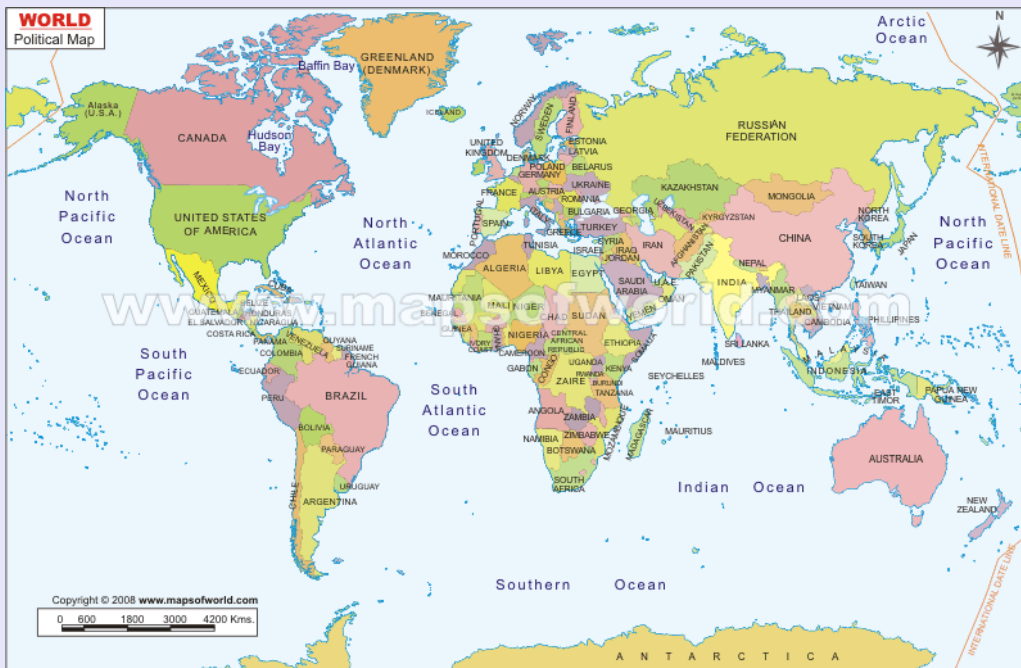 WORLD
Political Map
Arctic
Ocean
N
GREENLAND
(DENMARK)
Baffin Bay
Alaska
(U.S.A.)
CANADA
Hudson
Bay
ICELAND
NORWAY
SWEDEN
FINLAND
RUSSIAN
FEDERATION
UNITED
KINGDOM
ESTONIA
LATVIA
DENMARK
POLAND
BELARUS
GERMANY
UKRAINE
FRANCE
AUSTRIA
ROMANIA
KAZAKHSTAN
MONGOLIA
INTERNATIONAL DATE LINE
North
Pacific
Ocean
UNITED STATES
OF AMERICA
North
Atlantic
Ocean
PORTUGAL
SPAIN
ITALY
BULGARIA
GEORGIA
UZBEKISTAN
KYRGYZSTAN
NORTH
KOREA
SOUTH
KOREA
JAPAN
North
Pacific
Ocean
GREECE
TURKEY
CHINA
TUNISIA
SYRIA
ISRAEL
IRAQ
JORDAN
IRAN
AFGHANISTAN
PAKISTAN
MOROCCO
ALGERIA
LIBYA
EGYPT
NEPAL
MEXICO
CUBA
SAUDI
ARABIA
U.A.E.
OMAN
INDIA
MYANMAR
TAIWAN
www.mapsofworld.com
BELIZE
GUATEMALA
HONDURAS
EL SALVADOR
NICARAGUA
COSTA RICA
PANAMA
MAURITANIA
MALI
NIGER
CHAD
SUDAN
YEMEN
LAOS
VIETNAM
THAILAND
CAMBODIA
PHILLIPINES
SENEGAL
GUINEA
IVORY
COAST
GHANA
NIGERIA
CENTRAL
AFRICAN
REPUBLIC
ETHIOPIA
SOMALIA
SRI LANKA
MALDIVES
MALAYSIA
VENEZUELA
GUYANA
SURINAME
FRENCH
GUIANA
COLOMBIA
ECUADOR
CAMEROON
GABON
CONGO
UGANDA
KENYA
RWANDA
BURUNDI
ZAIRE
TANZANIA
SEYCHELLES
INDONESIA
EAST
TIMOR
PAPUA NEW
GUINEA
South
Pacific
Ocean
PERU
BRAZIL
South
Atlantic
Ocean
ANGOLA
ZAMBIA
MOZAMBIQUE
MADAGASCAR
MAURITIUS
BOLIVIA
PARAGUAY
NAMIBIA
ZIMBABWE
BOTSWANA
AUSTRALIA
CHILE
URUGUAY
ARGENTINA
SOUTH
AFRICA
Indian Ocean
NEW
ZEALAND
Southern Ocean
INTERNATIONAL DATE LINE
Copyright © 2008 www.mapsofworld.com
0 600 1800 3000 4200 Kms.
ANTARCTICA